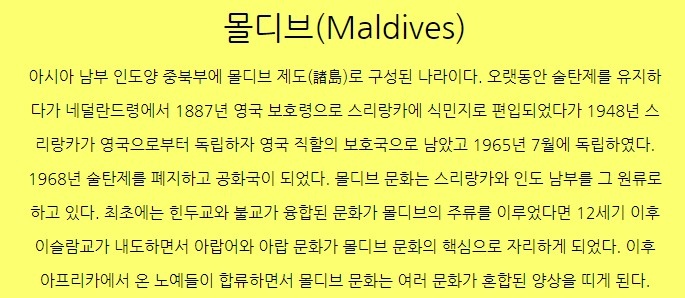 몰디브(Maldives)
아시아 남부 인도양 중북부에 몰디브 제도(諸島)로 구성된 나라이다. 오랫동안 술탄제를 유지하
다가 네덜란드령에서 1887년 영국 보호령으로 스리랑카에 식민지로 편입되었다가 1948년 스
리랑카가 영국으로부터 독립하자 영국 직할의 보호국으로 남았고 1965년 7월에 독립하였다.
1968년 술탄제를 폐지하고 공화국이 되었다. 몰디브 문화는 스리랑카와 인도 남부를 그 원류로
하고 있다. 최초에는 힌두교와 불교가 융합된 문화가 몰디브의 주류를 이루었다면 12세기 이후
이슬람교가 내도하면서 아랍어와 아랍 문화가 몰디브 문화의 핵심으로 자리하게 되었다. 이후
아프리카에서 온 노예들이 합류하면서 몰디브 문화는 여러 문화가 혼합된 양상을 띠게 된다.